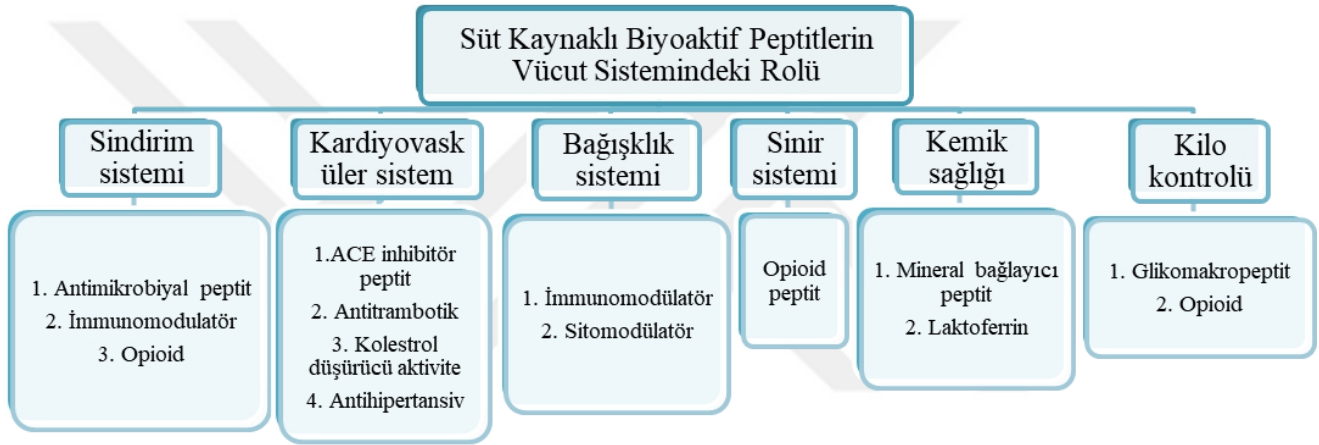 Süt Kaynaklı Biyoaktif Peptitlerin
Vücut Sistemindeki Rolü
Sindirim
sistemi
Kardiyovask
üler sistem
Bağışklık
sistemi
Sinir
sistemi
Kemik
sağlığı
Kilo
kontrolü
1. Antimikrobiyal peptit
2. İmmunomodulatör
3. Opioid
1.ACE inhibitör
peptit
2. Antitrambotik
3. Kolestrol
düşürücü aktivite
4. Antihipertansiv
1. İmmunomodülatör
2. Sitomodülatör
Opioid
peptit
1. Mineral bağlayıcı
peptit
2. Laktoferrin
1. Glikomakropeptit
2. Opioid